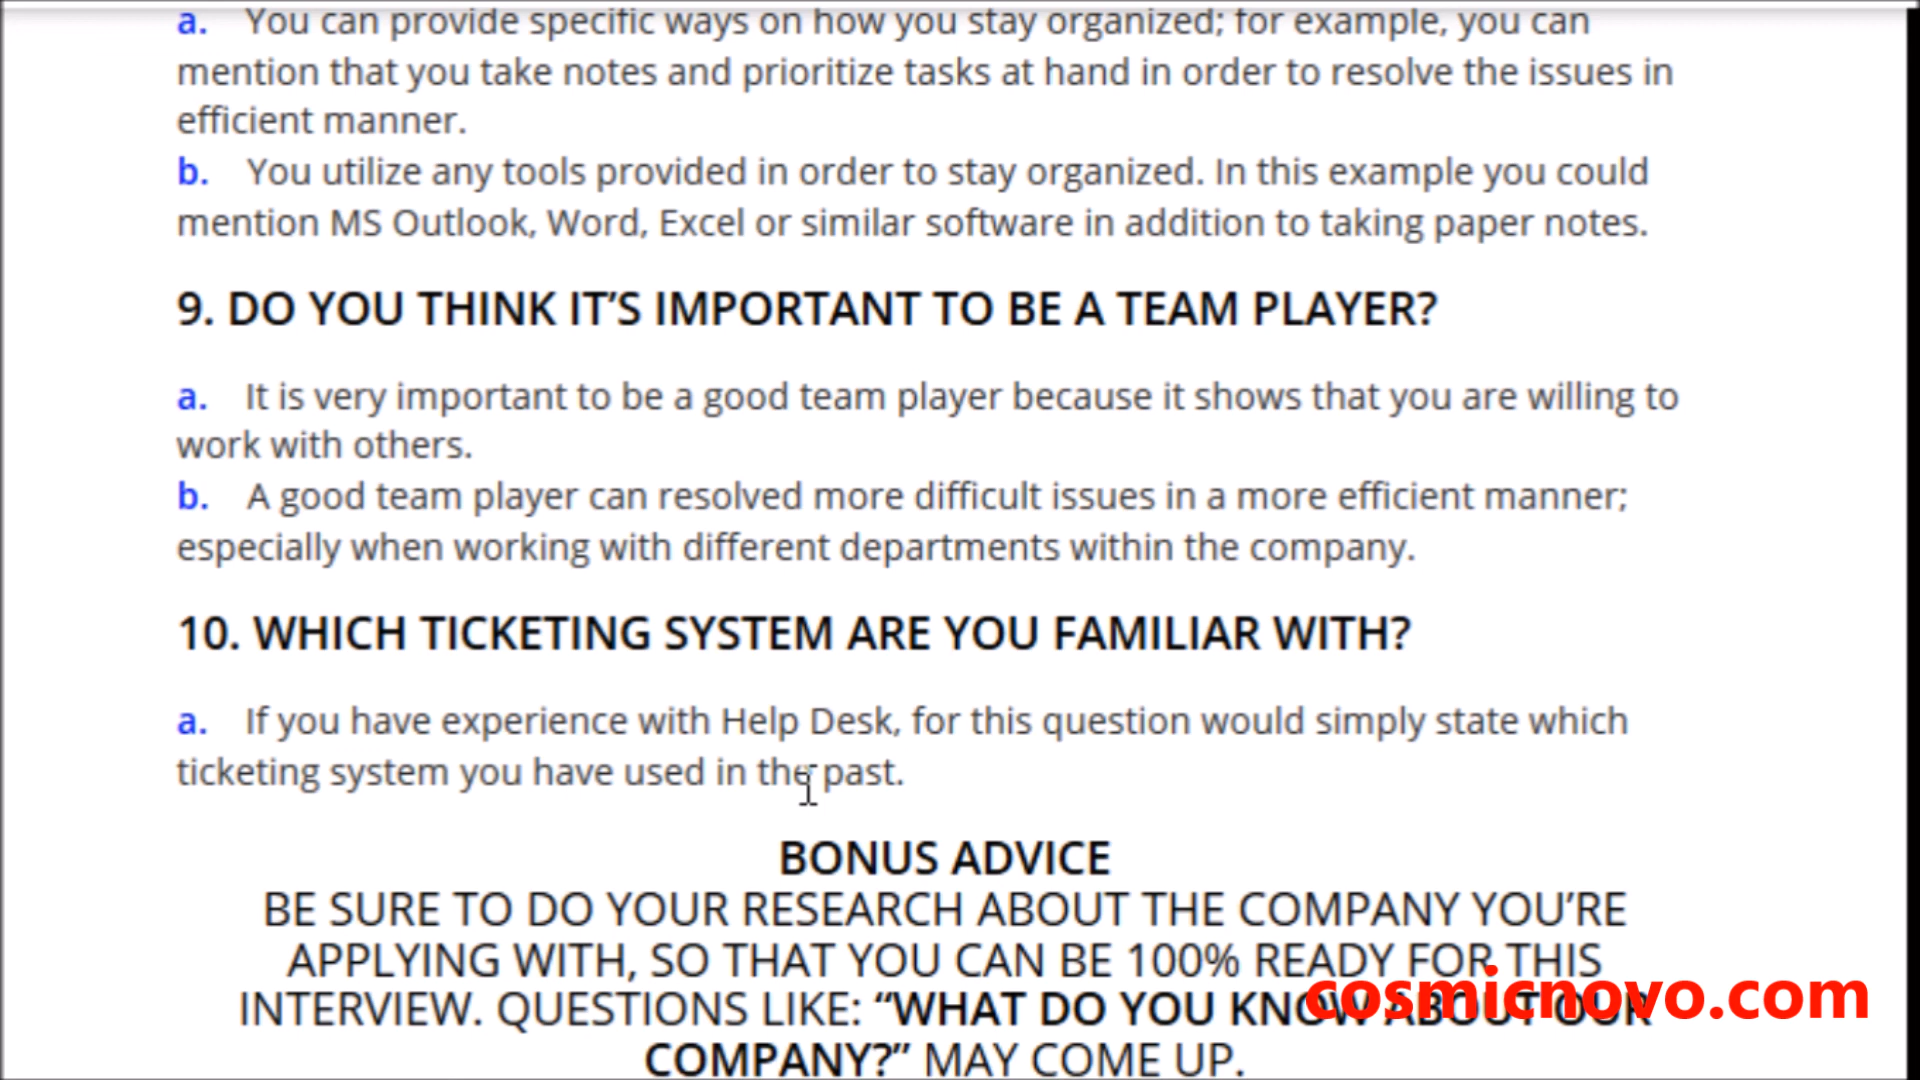 a. You can provide specific ways on how you stay organized; for example, you can
mention that you take notes and prioritize tasks at hand in order to resolve the issues in
efficient manner.
b. You utilize any tools provided in order to stay organized. In this example you could
mention MS Outlook, Word, Excel or similar software in addition to taking paper notes.
9. DO YOU THINK IT’S IMPORTANT TO BE A TEAM PLAYER?
a. It is very important to be a good team player because it shows that you are willing to
work with others.
b. A good team player can resolved more difficult issues in a more efficient manner;
especially when working with different departments within the company.
10. WHICH TICKETING SYSTEM ARE YOU FAMILIAR WITH?
a. If you have experience with Help Desk, for this question would simply state which
ticketing system you have used in the past.
BONUS ADVICE
BE SURE TO DO YOUR RESEARCH ABOUT THE COMPANY YOU’RE
APPLYING WITH, SO THAT YOU CAN BE 100% READY FOR THIS
INTERVIEW. QUESTIONS LIKE: “WHAT DO YOU KNOW ABOUT OUR
COMPANY?” MAY COME UP.
cosmicnovo.com